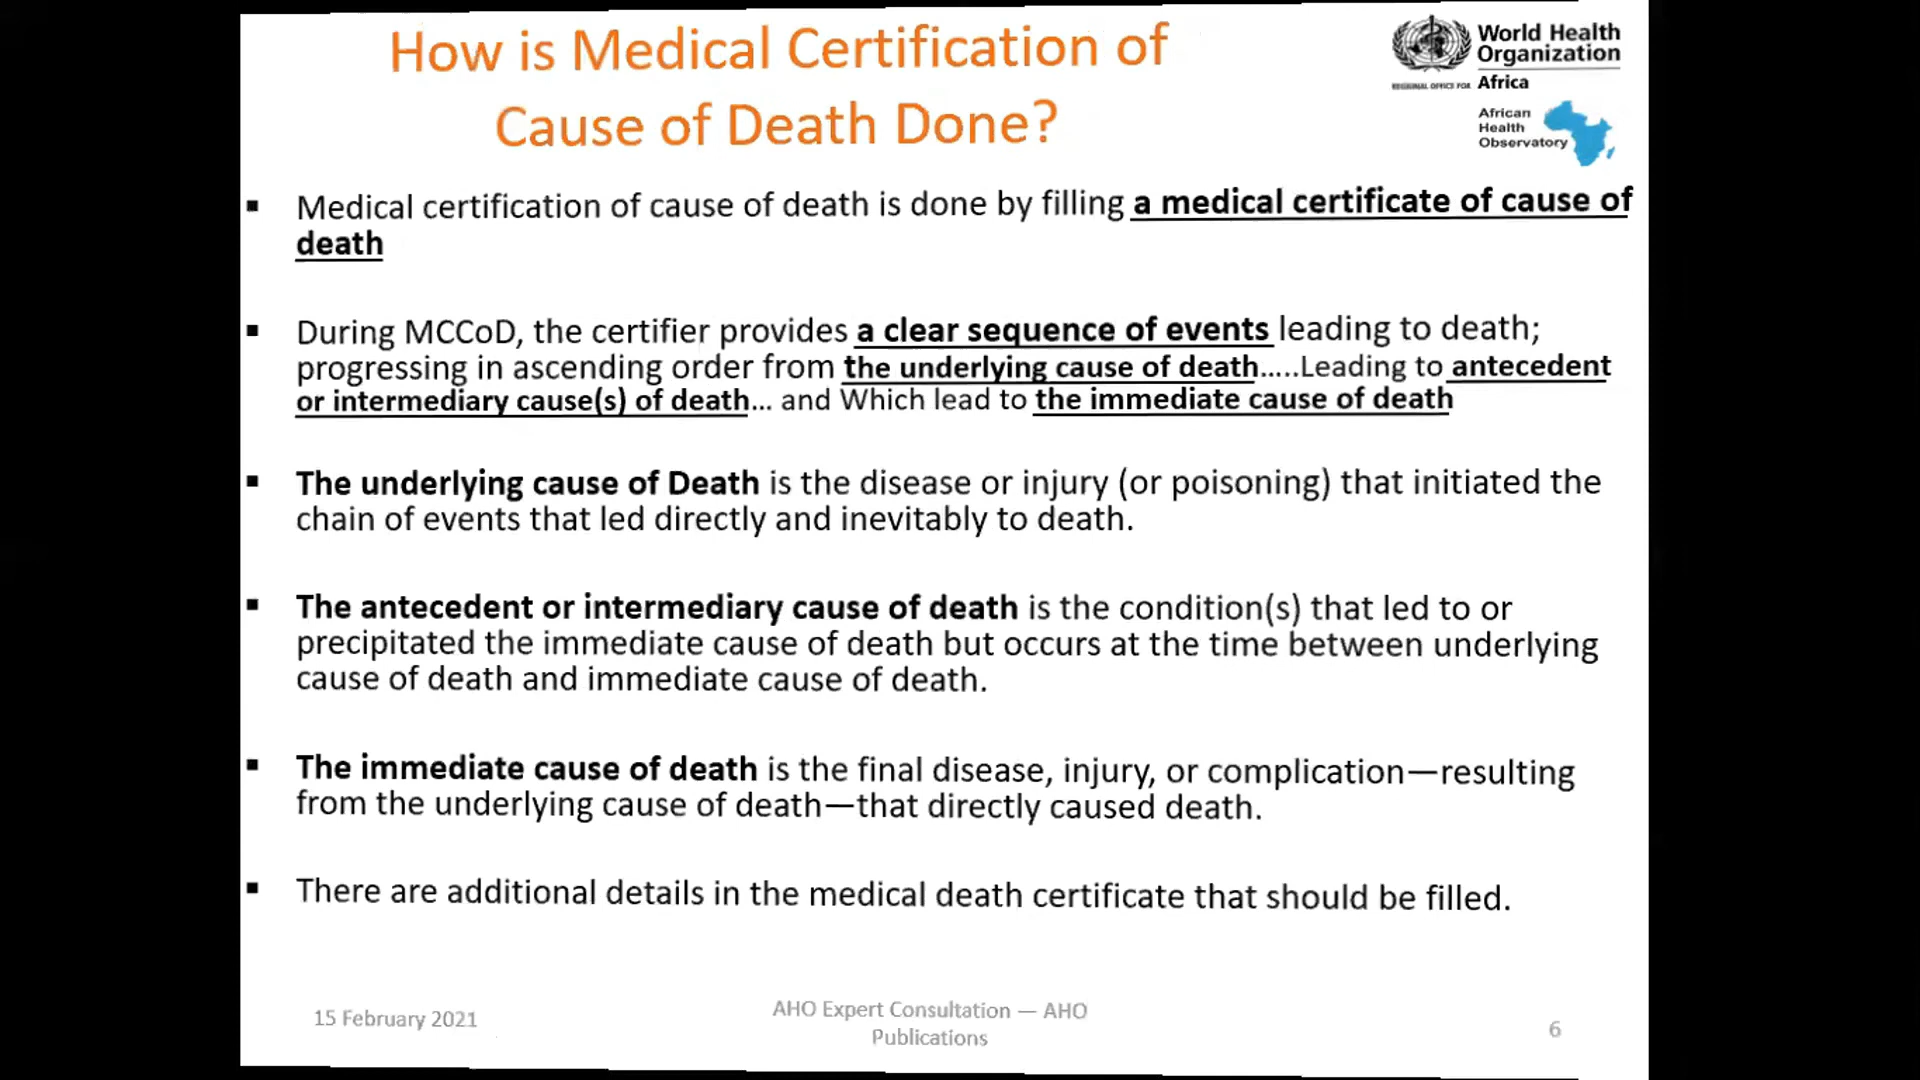 How is Medical Certification of
Cause of Death Done?
World Health
Organization
REGIONAL OFFICE FOR Africa
African
Health
Observatory
▪ Medical certification of cause of death is done by filling a medical certificate of cause of
death
▪ During MCCoD, the certifier provides a clear sequence of events leading to death;
progressing in ascending order from the underlying cause of death.....Leading to antecedent
or intermediary cause(s) of death... and Which lead to the immediate cause of death
▪ The underlying cause of Death is the disease or injury (or poisoning) that initiated the
chain of events that led directly and inevitably to death.
▪ The antecedent or intermediary cause of death is the condition(s) that led to or
precipitated the immediate cause of death but occurs at the time between underlying
cause of death and immediate cause of death.
▪ The immediate cause of death is the final disease, injury, or complication—resulting
from the underlying cause of death—that directly caused death.
▪ There are additional details in the medical death certificate that should be filled.
15 February 2021
AHO Expert Consultation — AHO
Publications
6